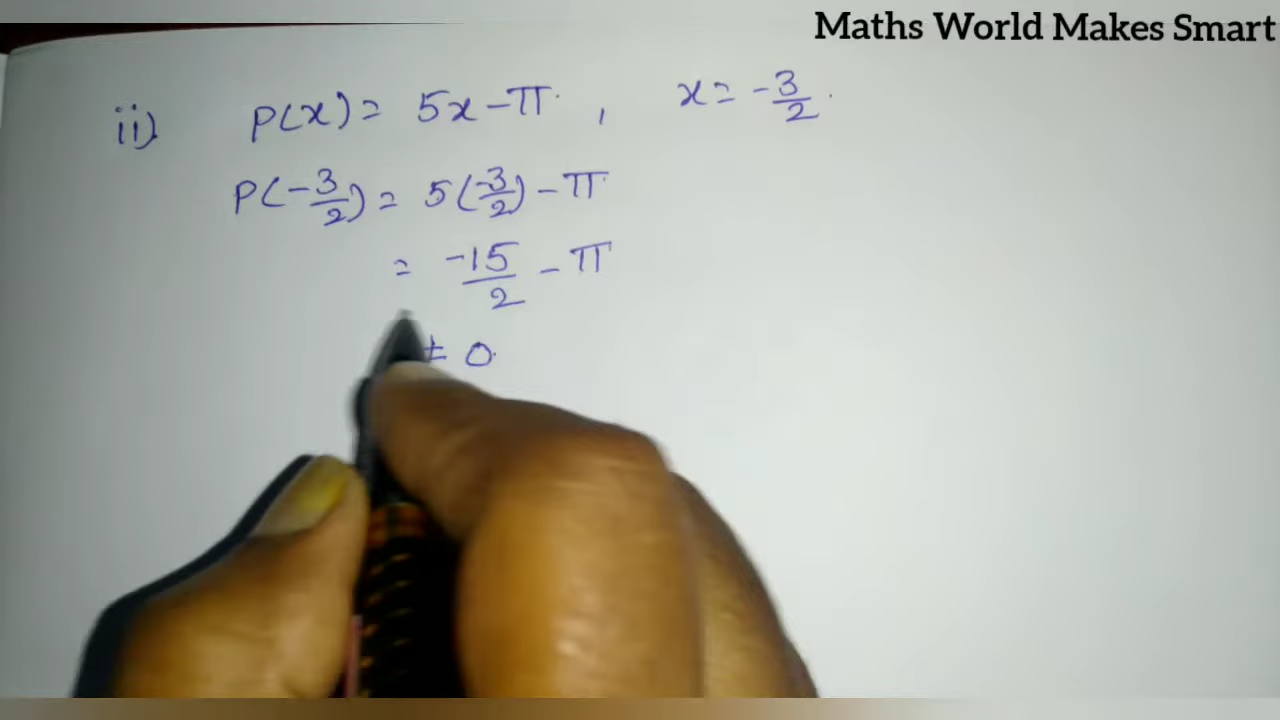 Maths World Makes Smart
ii) P(x) = 5x - π , x = -3/2.
P(-3/2) = 5(-3/2) - π
= -15/2 - π
≠ 0.